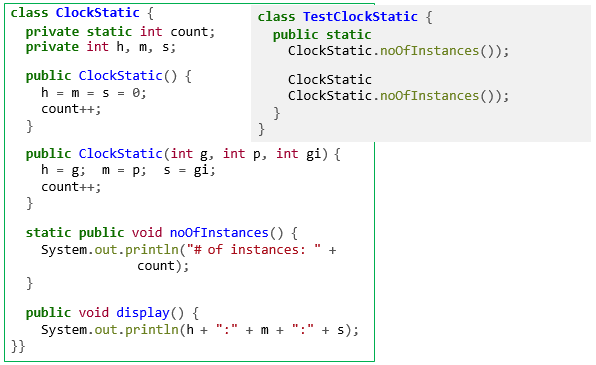 class ClockStatic {
private static int count;
private int h, m, s;
public ClockStatic() {
h = m = s = 0;
count++;
}
public ClockStatic(int g, int p, int gi) {
h = g;  m = p;  s = gi;
count++;
}
static public void noOfInstances() {
System.out.println("# of instances: " +
count);
}
public void display() {
System.out.println(h + ":" + m + ":" + s);
}}
class TestClockStatic {
public static
ClockStatic.noOfInstances());
ClockStatic
ClockStatic.noOfInstances());
}
}